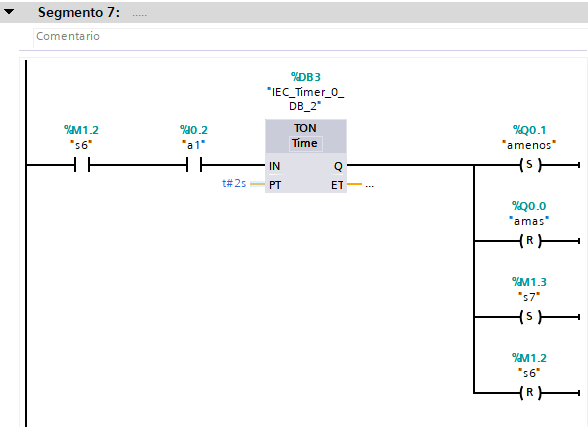 Segmento 7: .....
Comentario
%DB3
"IEC_Timer_0_
DB_2"
%M1.2
"s6"
%I0.2
"a1"
TON
Time
IN Q
t#2s PT ET ...
%Q0.1
"amenos"
S
%Q0.0
"amas"
R
%M1.3
"s7"
S
%M1.2
"s6"
R